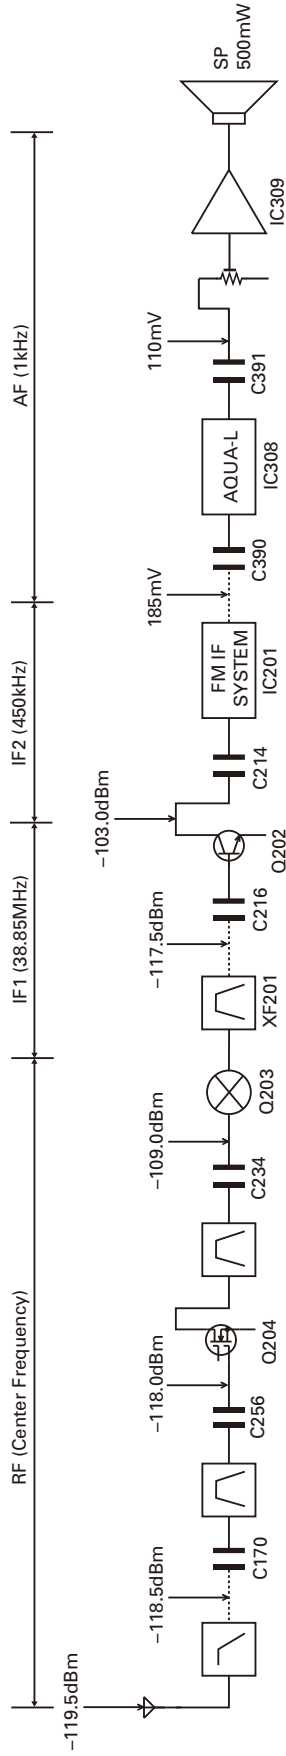 RF (Center Frequency)
IF1 (38.85MHz)
IF2 (450kHz)
AF (1kHz)
–119.5dBm
–118.5dBm
–118.0dBm
–109.0dBm
–117.5dBm
–103.0dBm
185mV
110mV
C170
C256
Q204
C234
Q203
XF201
C216
Q202
C214
FM IF
SYSTEM
IC201
C390
AQUA-L
IC308
C391
IC309
SP
500mW